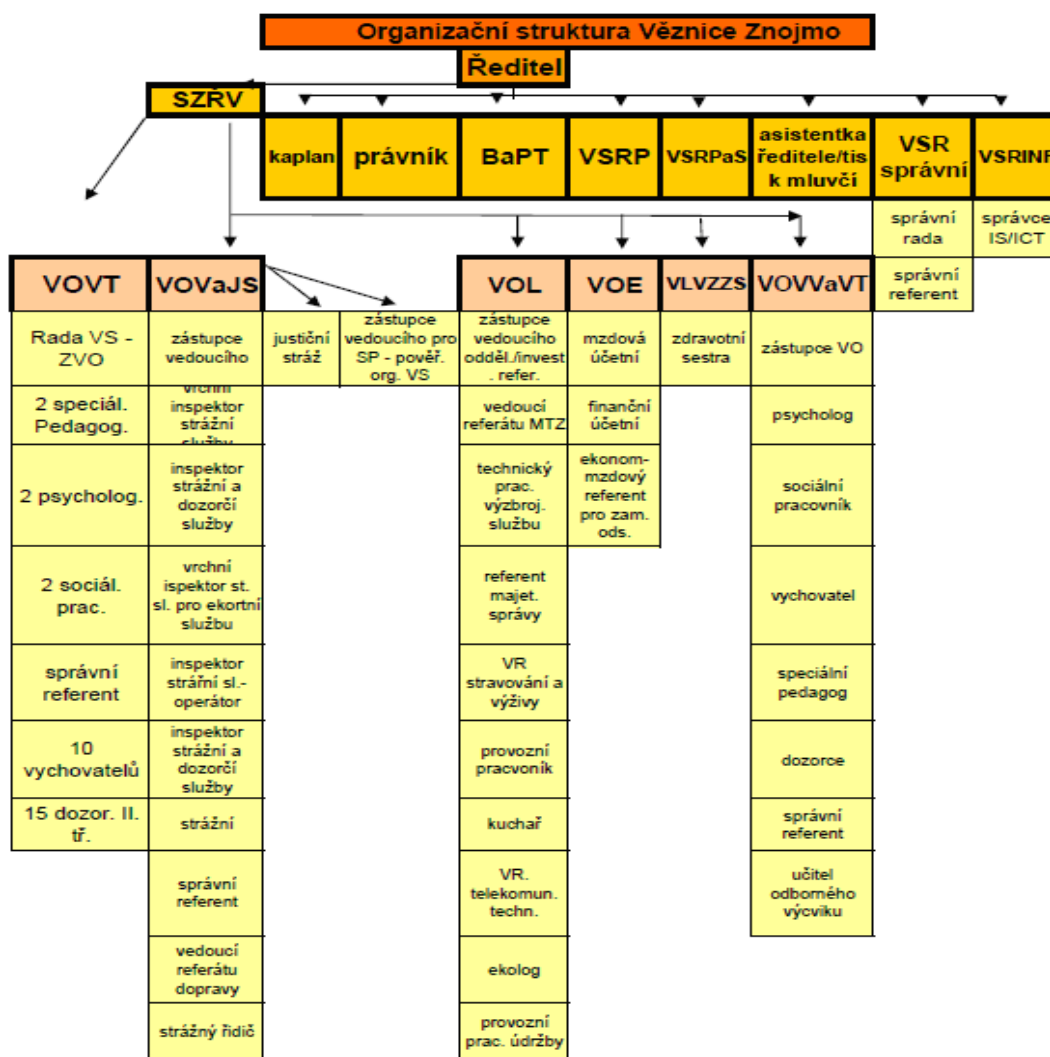 Organizační struktura Věznice Znojmo
Ředitel
SZŘV
kaplan
právník
BaPT
VSRP
VSRPaS
asistentka
ředitele/tis
k mluvčí
VSR
správní
VSRINF
správní
rada
správce
IS/ICT
správní
referent
VOVT
VOVaJS
VOL
VOE
VLVZZS
VOVVaVT
Rada VS -
ZVO
zástupce
vedoucího
justiční
stráž
zástupce
vedoucího pro
SP - pověř.
org. VS
zástupce
vedoucího
odděl./invest
. refer.
mzdová
účetní
zdravotní
sestra
zástupce VO
2 speciál.
Pedagog.
vrchní
inspektor
strážní
služby
vedoucí
referátu MTZ
finanční
účetní
psycholog
2 psycholog.
inspektor
strážní a
dozorčí
služby
technický
prac.
výzbroj.
službu
ekonom-
mzdový
referent
pro zam.
ods.
sociální
pracovník
2 sociál.
prac.
vrchní
ispektor st.
sl. pro ekortní
službu
referent
majet.
správy
vychovatel
správní
referent
inspektor
strářní sl.-
operátor
VR
stravování a
výživy
speciální
pedagog
10
vychovatelů
inspektor
strážní a
dozorčí
služby
provozní
pracvoník
dozorce
15 dozor. II.
tř.
strážní
kuchař
správní
referent
správní
referent
VR.
telekomun.
techn.
učitel
odborného
výcviku
vedoucí
referátu
dopravy
ekolog
strážný řidič
provozní
prac. údržby